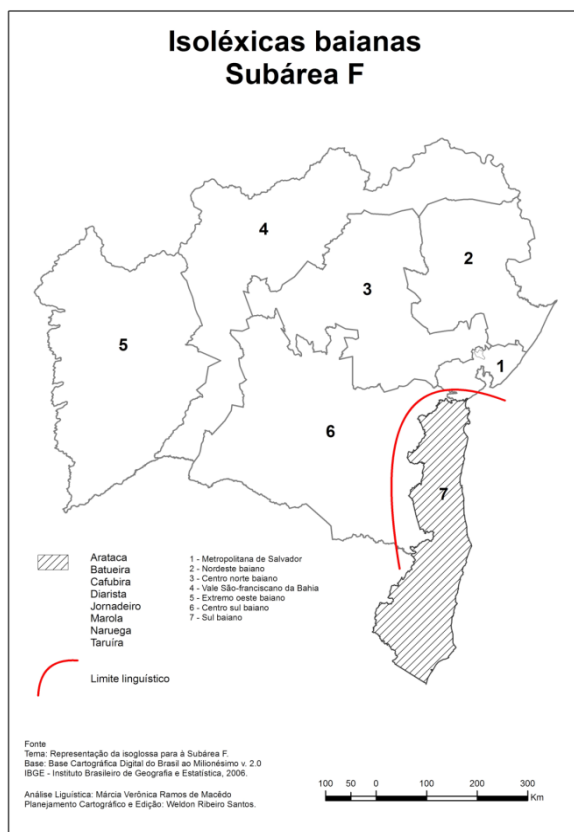 Isoléxicas baianas
Subárea F
4
2
3
5
1
6
7
Arataca
Batueira
Cafubira
Diarista
Jornadeiro
Marola
Naruega
Taruíra
1 - Metropolitana de Salvador
2 - Nordeste baiano
3 - Centro norte baiano
4 - Vale São-franciscano da Bahia
5 - Extremo oeste baiano
6 - Centro sul baiano
7 - Sul baiano
Limite linguístico
Fonte
Tema: Representação da isoglossa para à Subárea F.
Base: Base Cartográfica Digital do Brasil ao Milionésimo v. 2.0
IBGE - Instituto Brasileiro de Geografia e Estatística, 2006.
Análise Liguística: Márcia Verônica Ramos de Macêdo
Planejamento Cartográfico e Edição: Weldon Ribeiro Santos.
100 50 0 100 200 300
Km